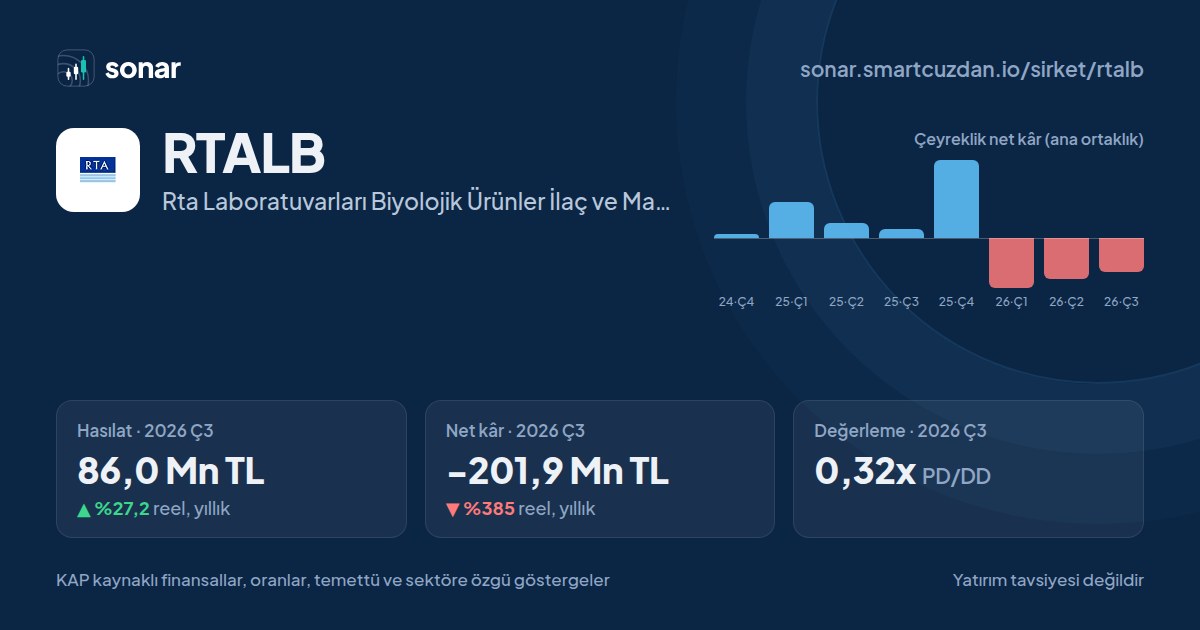 sonar
sonar.smartcuzdan.io/sirket/rtalb
RTA
RTALB
Rta Laboratuvarları Biyolojik Ürünler İlaç ve Ma...
Çeyreklik net kâr (ana ortaklık)
24-Ç4 25-Ç1 25-Ç2 25-Ç3 25-Ç4 26-Ç1 26-Ç2 26-Ç3
Hasılat · 2026 Ç3
86,0 Mn TL
▲ %27,2 reel, yıllık
Net kâr · 2026 Ç3
−201,9 Mn TL
▼ %385 reel, yıllık
Değerleme · 2026 Ç3
0,32x PD/DD
KAP kaynaklı finansallar, oranlar, temettü ve sektöre özgü göstergeler
Yatırım tavsiyesi değildir